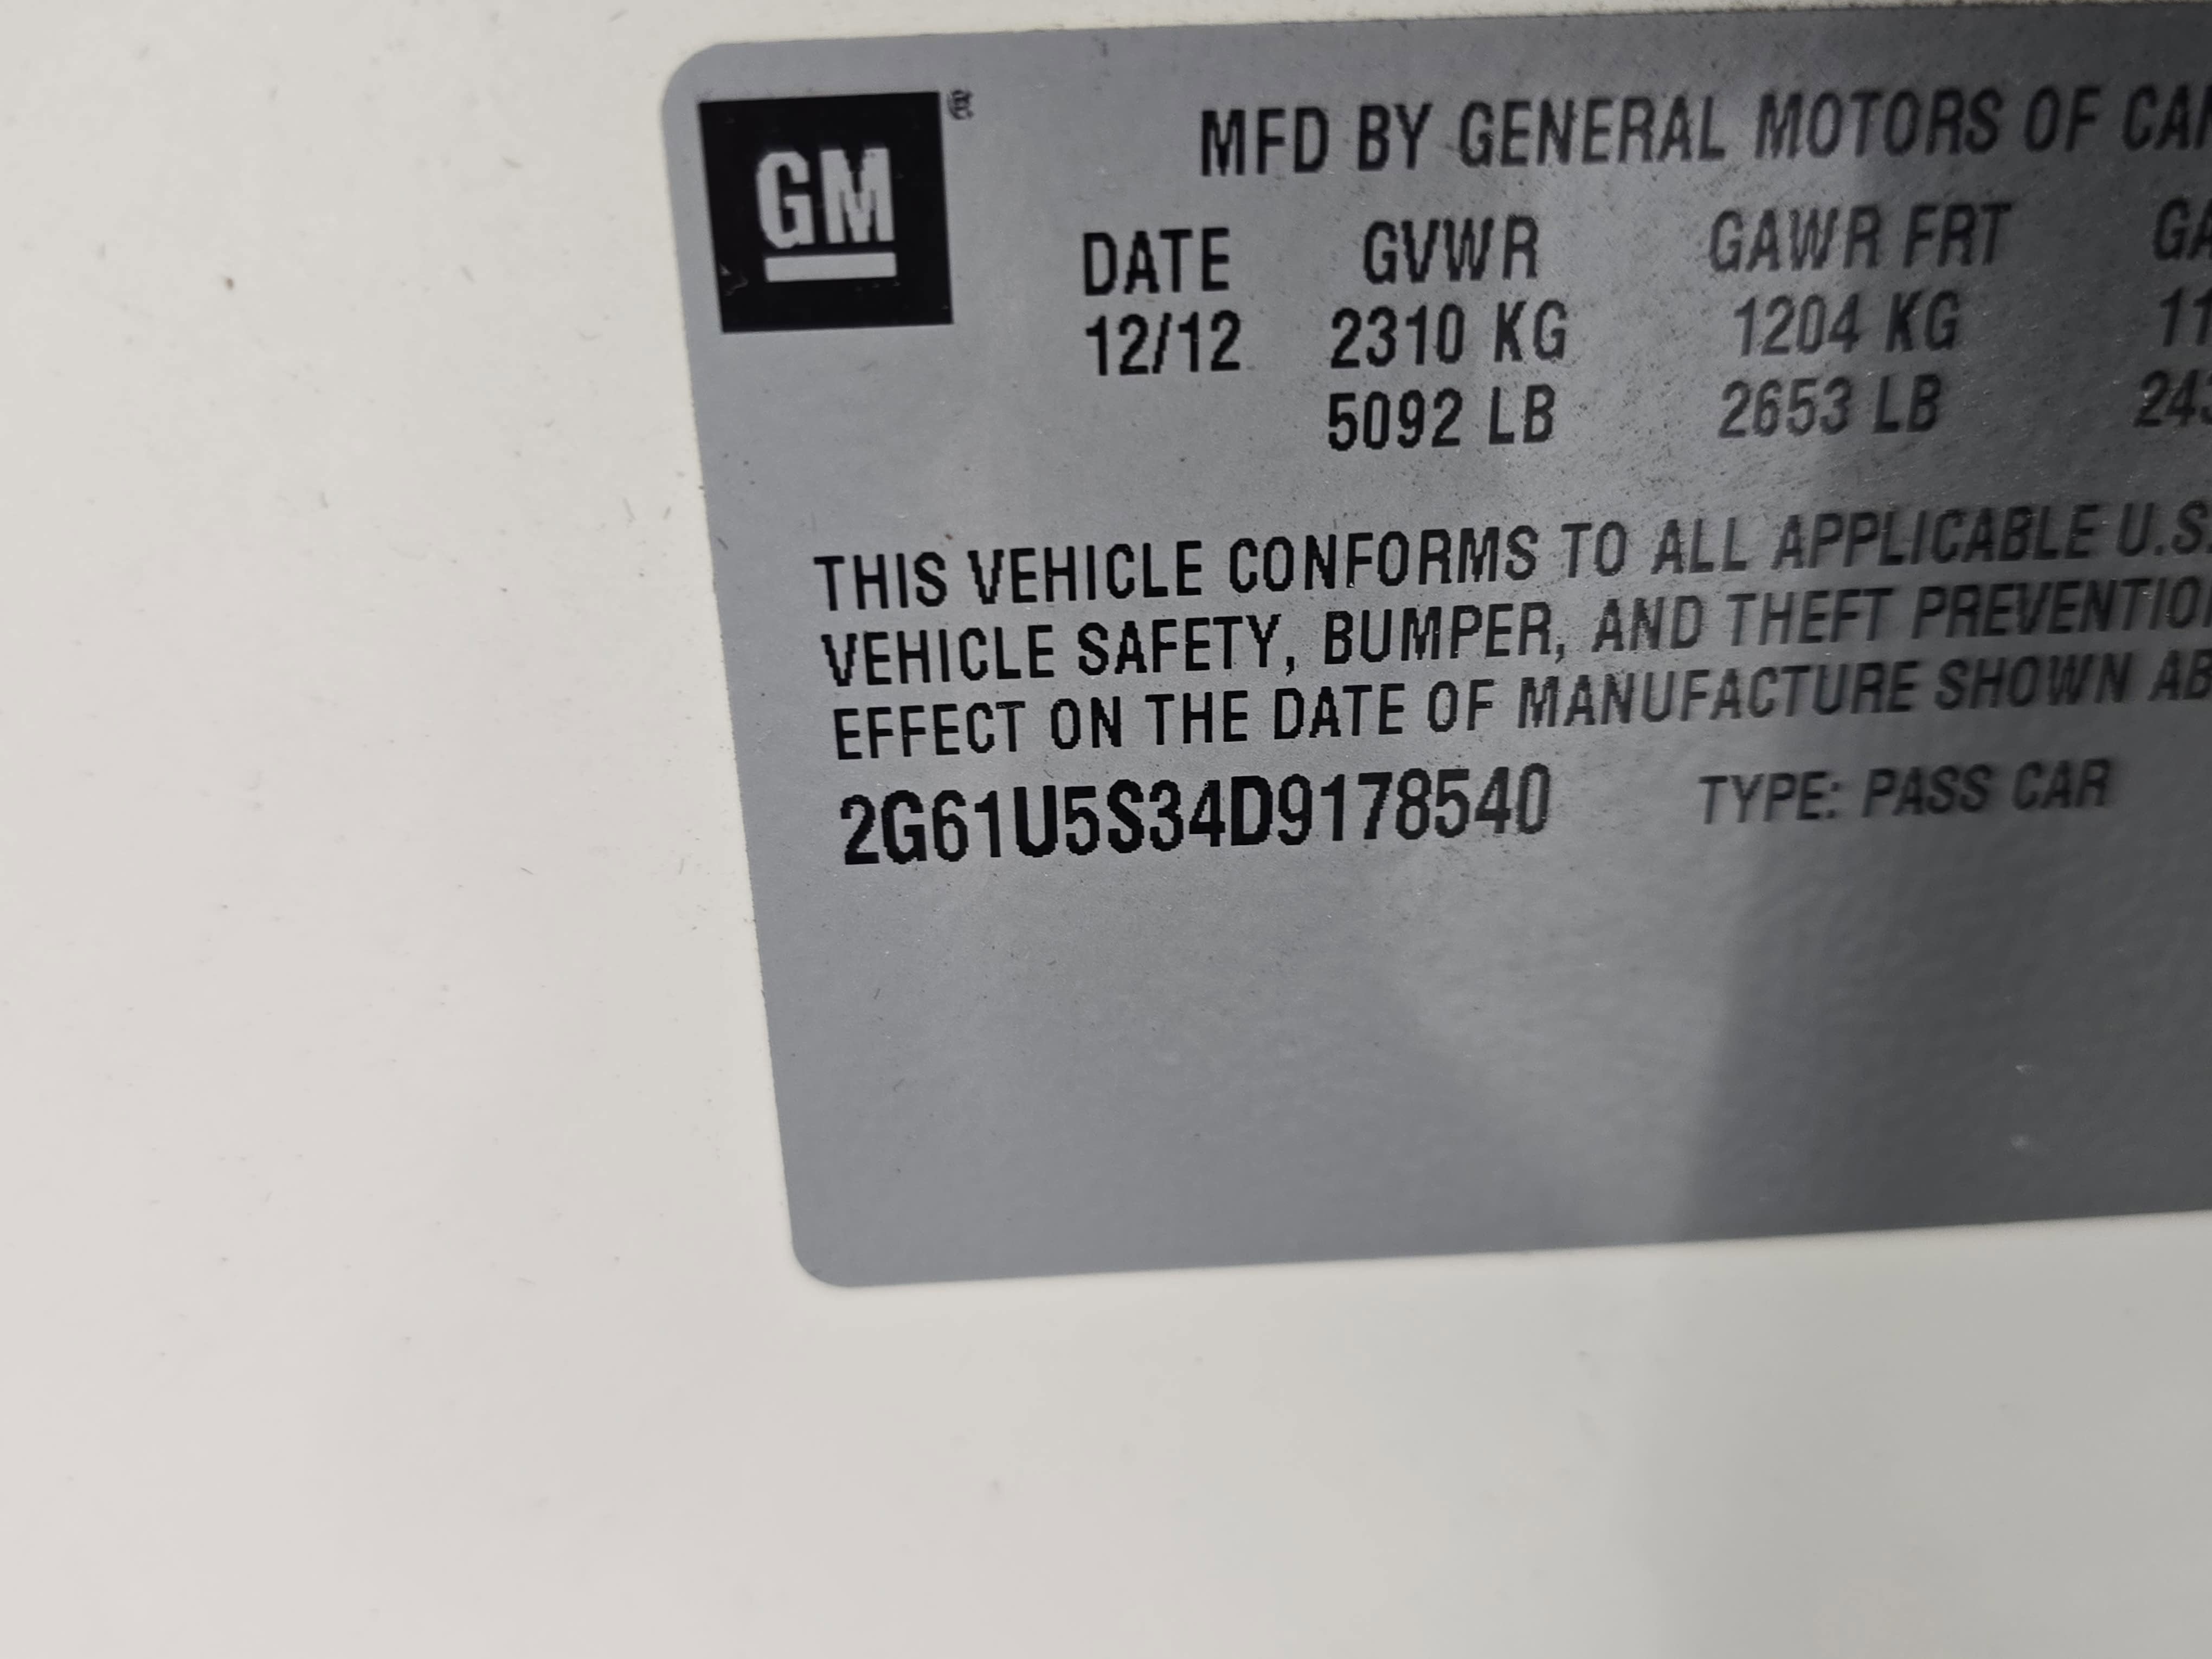 GM ®
MFD BY GENERAL MOTORS OF
DATE GVWR GAWR FRT
12/12 2310 KG 1204 KG
5092 LB 2653 LB
THIS VEHICLE CONFORMS TO ALL APPLICABLE U.S.
VEHICLE SAFETY, BUMPER, AND THEFT
EFFECT ON THE DATE OF MANUFACTURE SHOWN
2G61U5S34D9178540 TYPE: PASS CAR